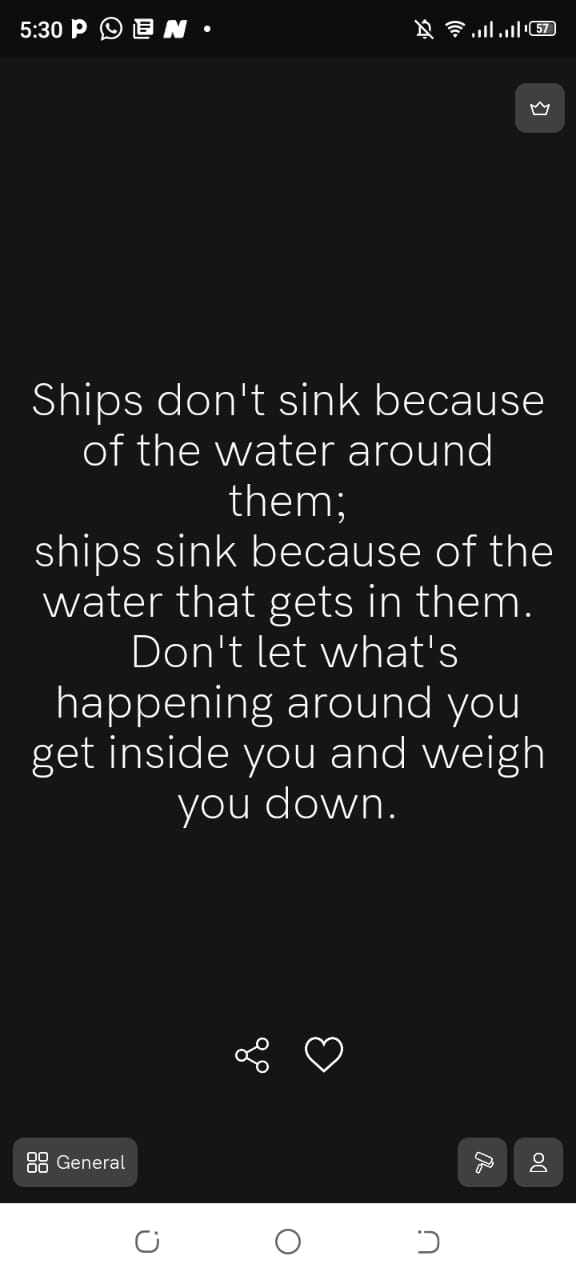 5:30
57
Ships don't sink because
of the water around
them;
ships sink because of the
water that gets in them.
Don't let what's
happening around you
get inside you and weigh
you down.
General